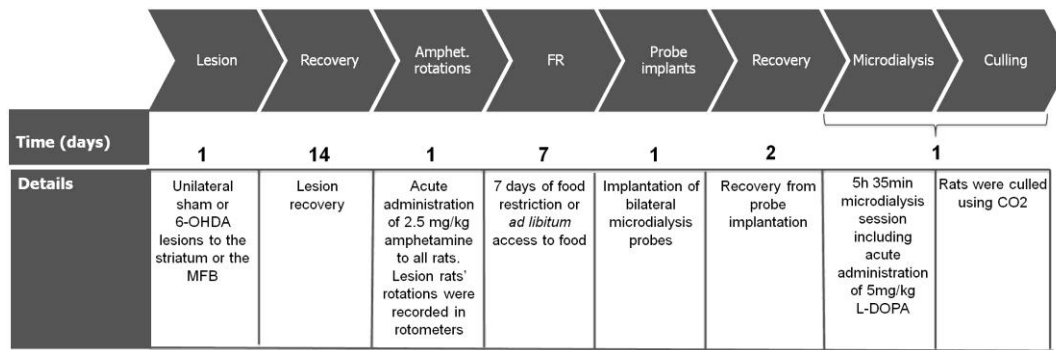 Lesion
Recovery
Amphet.
rotations
FR
Probe
implants
Recovery
Microdialysis
Culling
Time (days)
1
14
1
7
1
2
1
Details
Unilateral
sham or
6-OHDA
lesions to the
striatum or the
MFB
Lesion
recovery
Acute
administration
of 2.5 mg/kg
amphetamine
to all rats.
Lesion rats'
rotations were
recorded in
rotometers
7 days of food
restriction or
ad libitum
access to food
Implantation of
bilateral
microdialysis
probes
Recovery from
probe
implantation
5h 35min
microdialysis
session
including
acute
administration
of 5mg/kg
L-DOPA
Rats were culled
using CO2